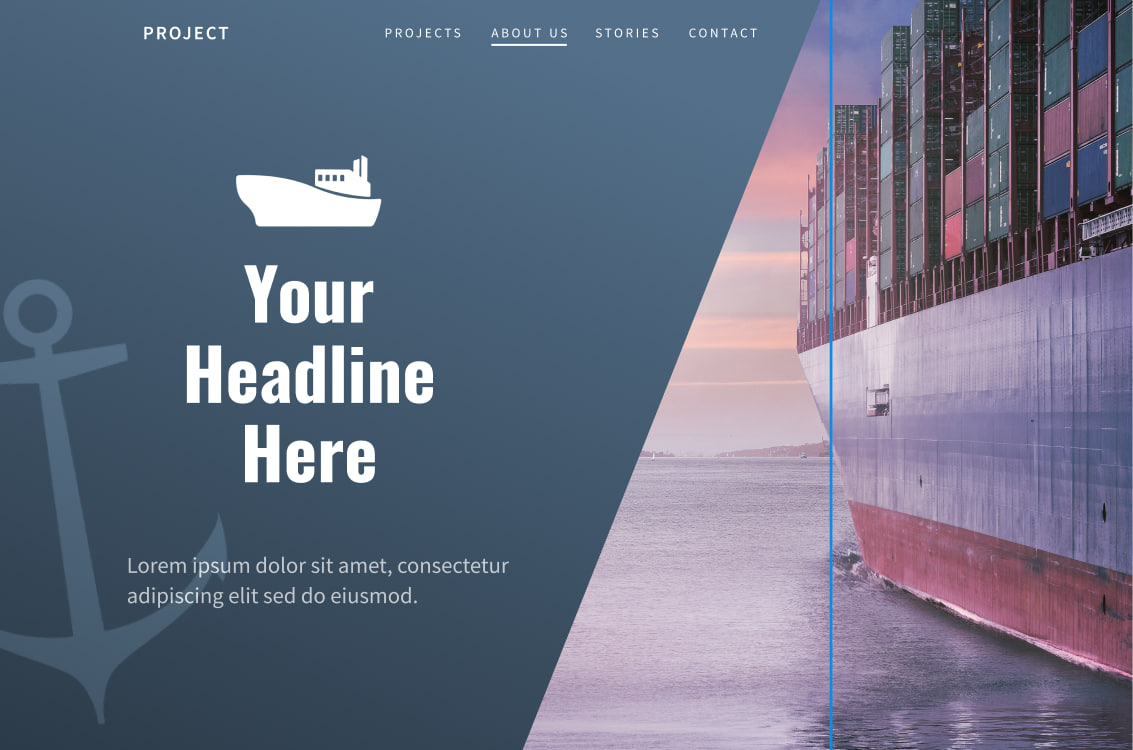 PROJECT
PROJECTS
ABOUT US
STORIES
CONTACT
Your
Headline
Here
Lorem ipsum dolor sit amet, consectetur
adipiscing elit sed do eiusmod.